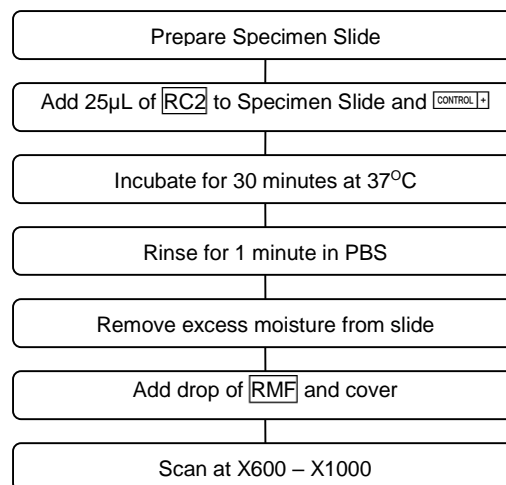 Prepare Specimen Slide
Add 25µL of RC2 to Specimen Slide and CONTROL +
Incubate for 30 minutes at 37ᴼC
Rinse for 1 minute in PBS
Remove excess moisture from slide
Add drop of RMF and cover
Scan at X600 – X1000